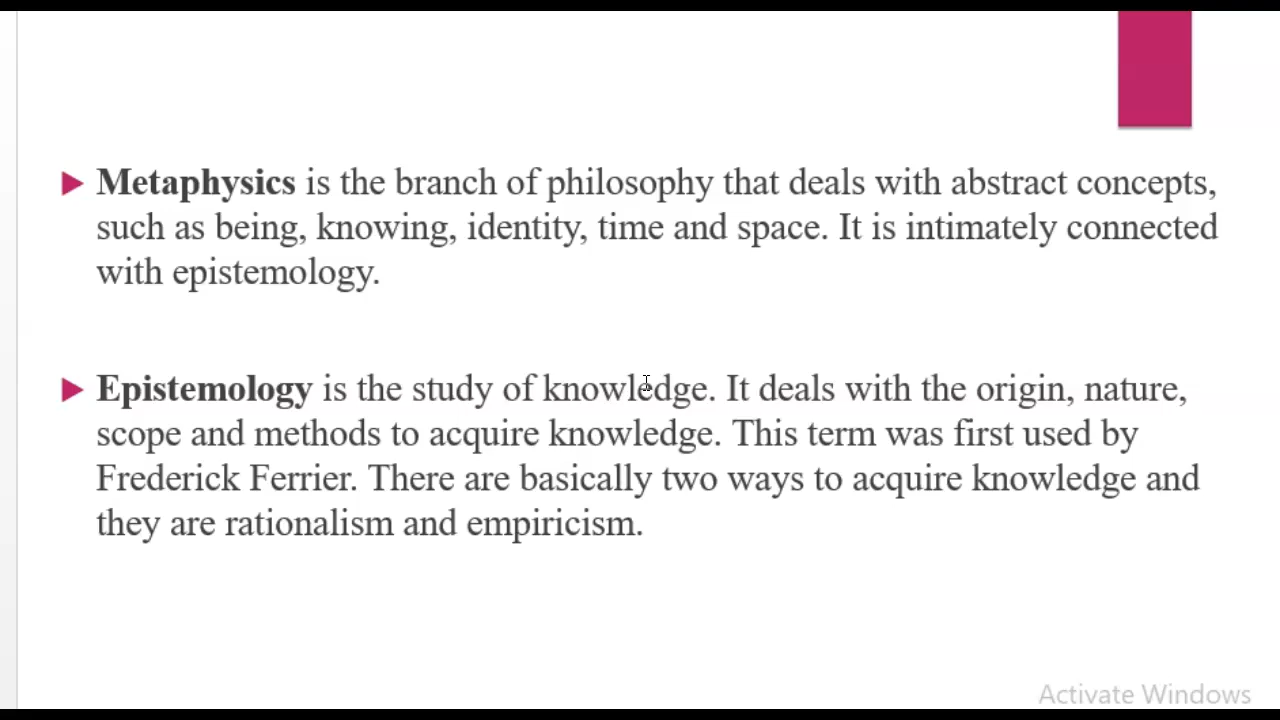 Metaphysics is the branch of philosophy that deals with abstract concepts,
such as being, knowing, identity, time and space. It is intimately connected
with epistemology.
Epistemology is the study of knowledge. It deals with the origin, nature,
scope and methods to acquire knowledge. This term was first used by
Frederick Ferrier. There are basically two ways to acquire knowledge and
they are rationalism and empiricism.
Activate Windows